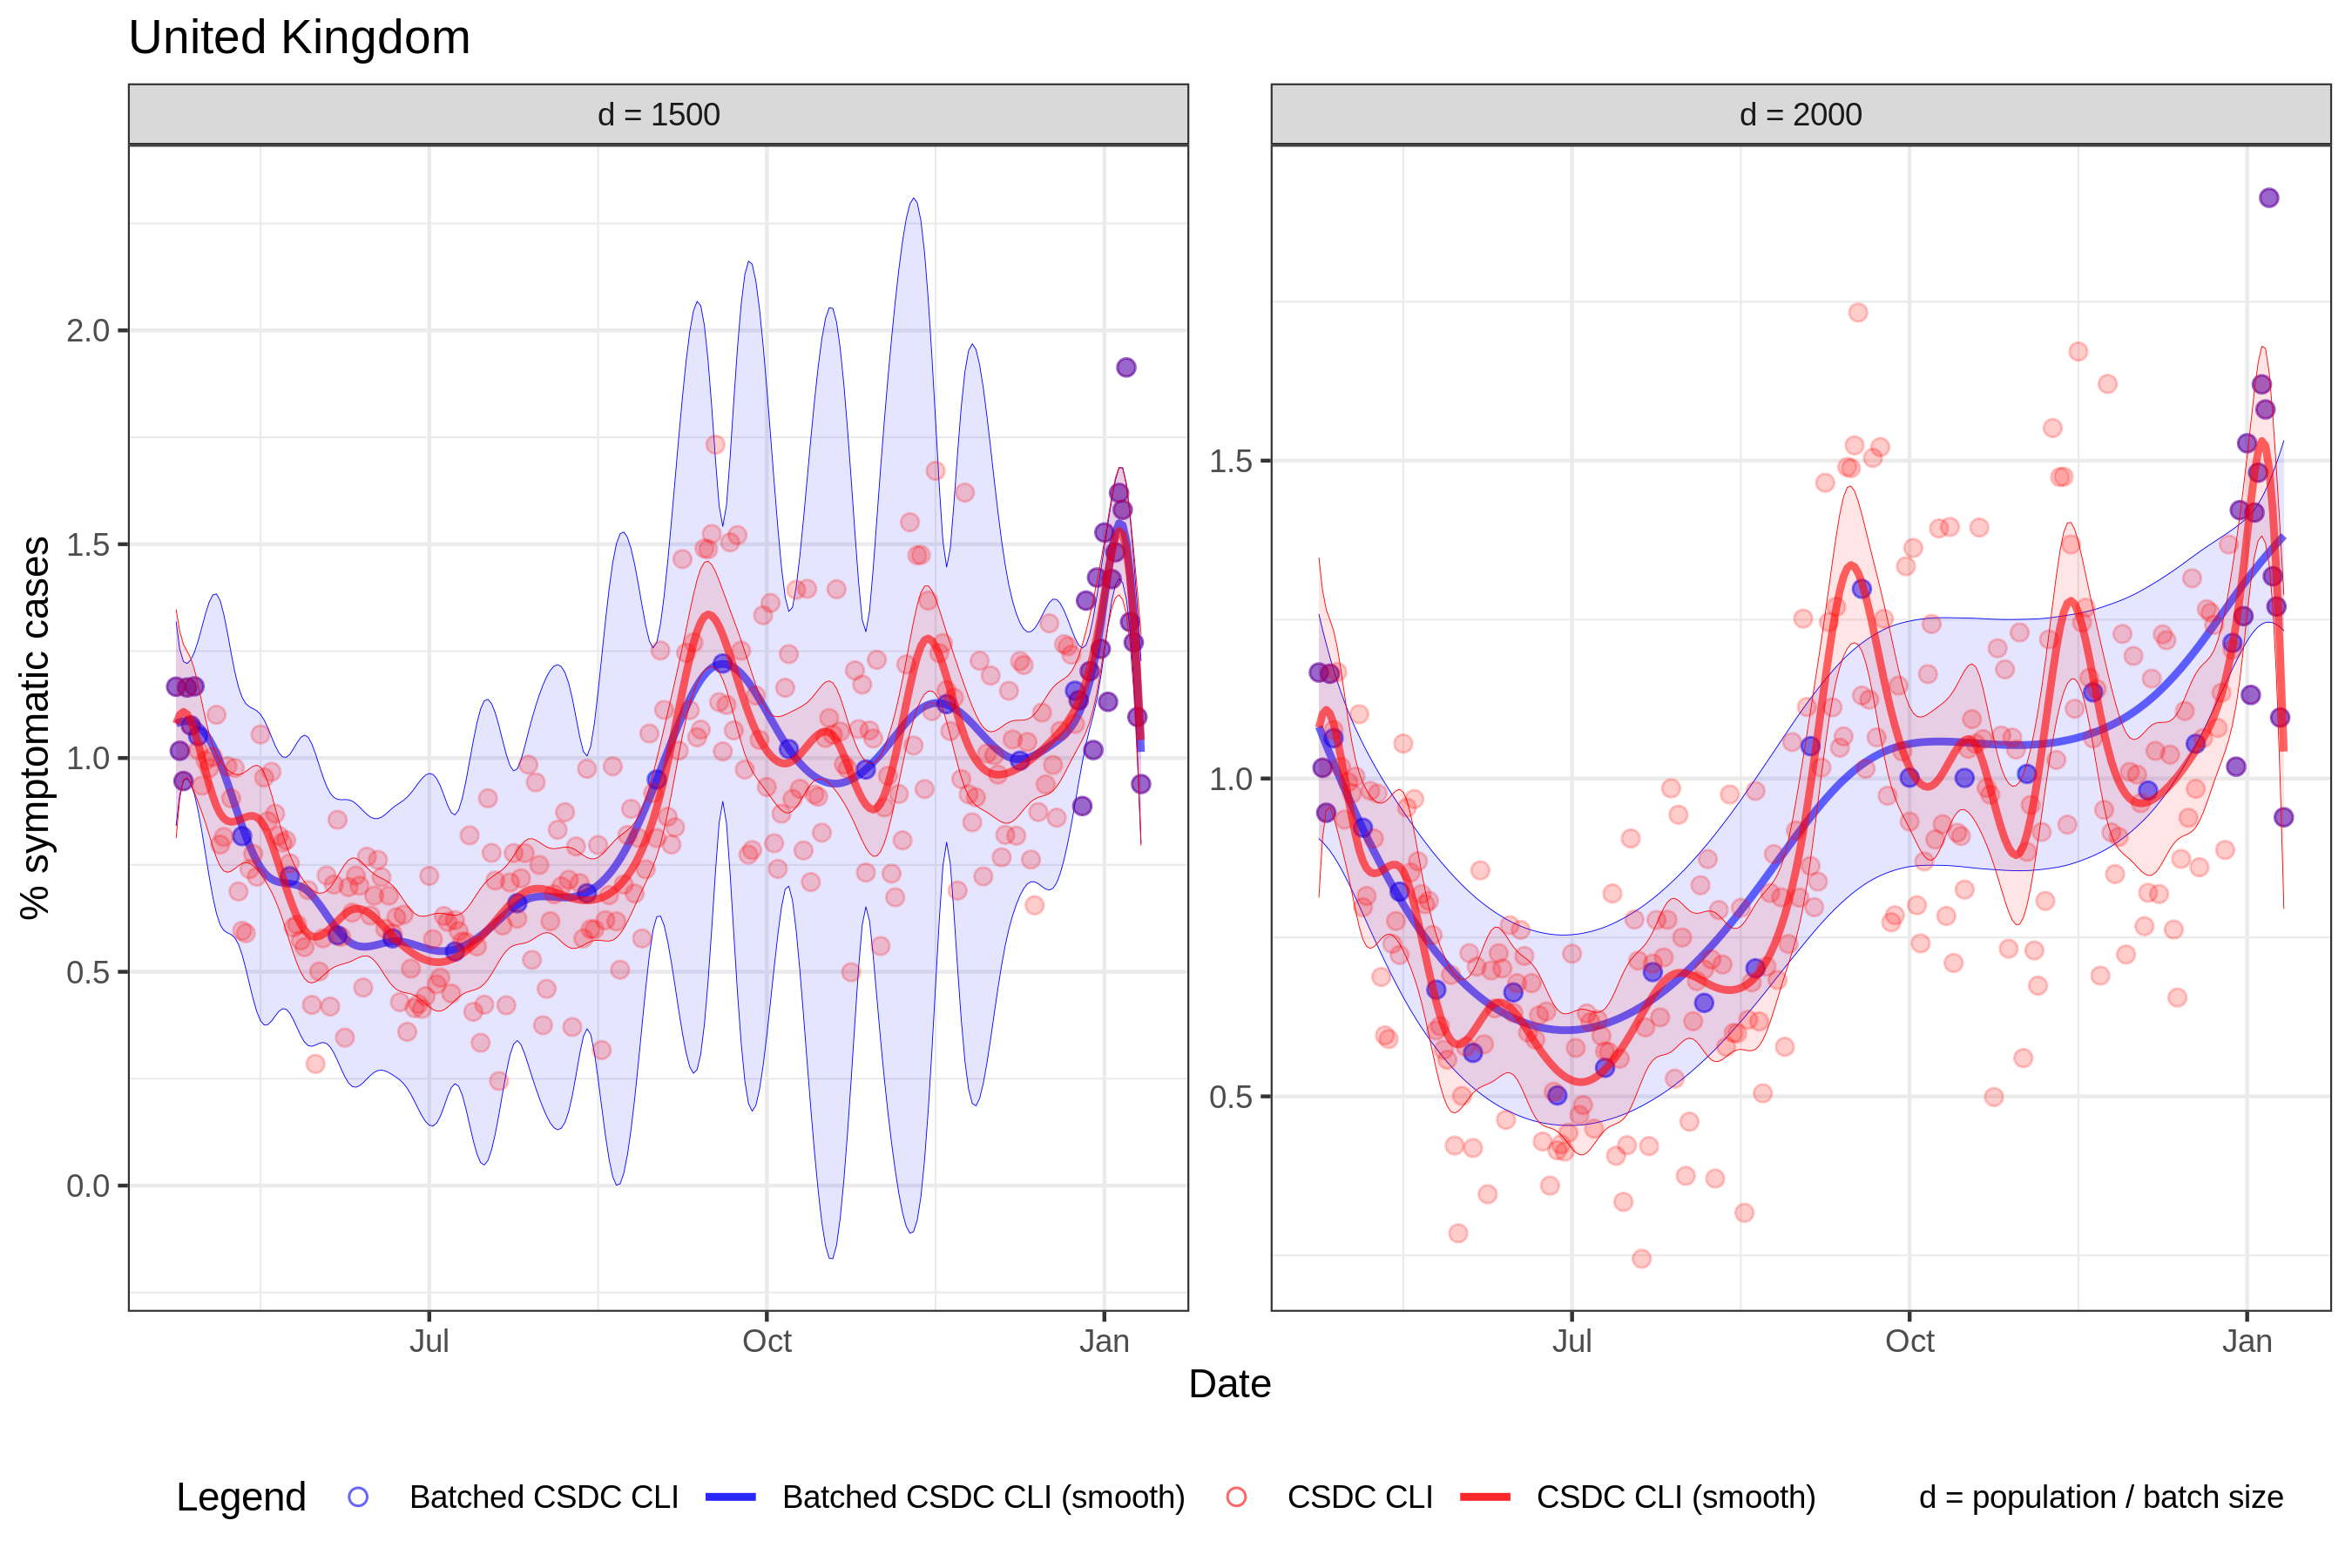 United Kingdom
d = 1500
d = 2000
% symptomatic cases
2.0
1.5
1.0
0.5
0.0
1.5
1.0
0.5
Jul
Oct
Jan
Jul
Oct
Jan
Date
Legend
Batched CSDC CLI
Batched CSDC CLI (smooth)
CSDC CLI
CSDC CLI (smooth)
d = population / batch size